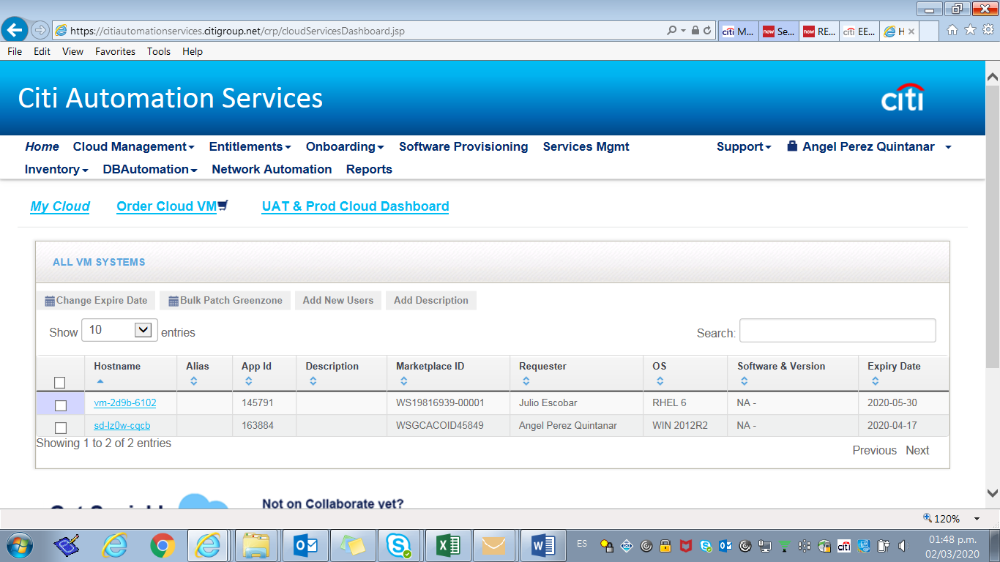 https://citiautomationservices.citigroup.net/crp/cloudServicesDashboard.jsp
citi M... new Se... new RE... citi EE... H
File Edit View Favorites Tools Help
Citi Automation Services
citi
Home Cloud Management Entitlements Onboarding Software Provisioning Services Mgmt Support Angel Perez Quintanar
Inventory DBAutomation Network Automation Reports
My Cloud Order Cloud VM UAT & Prod Cloud Dashboard
ALL VM SYSTEMS
Change Expire Date Bulk Patch Greenzone Add New Users Add Description
Show 10 entries Search:
Hostname Alias App Id Description Marketplace ID Requester OS Software & Version Expiry Date
vm-2d9b-6102 145791 WS19816939-00001 Julio Escobar RHEL 6 NA - 2020-05-30
sd-lz0w-cqcb 163884 WSGCACOID45849 Angel Perez Quintanar WIN 2012R2 NA - 2020-04-17
Showing 1 to 2 of 2 entries
Previous Next
Not on Collaborate yet?
120%
ES
citi
01:48 p.m.
02/03/2020